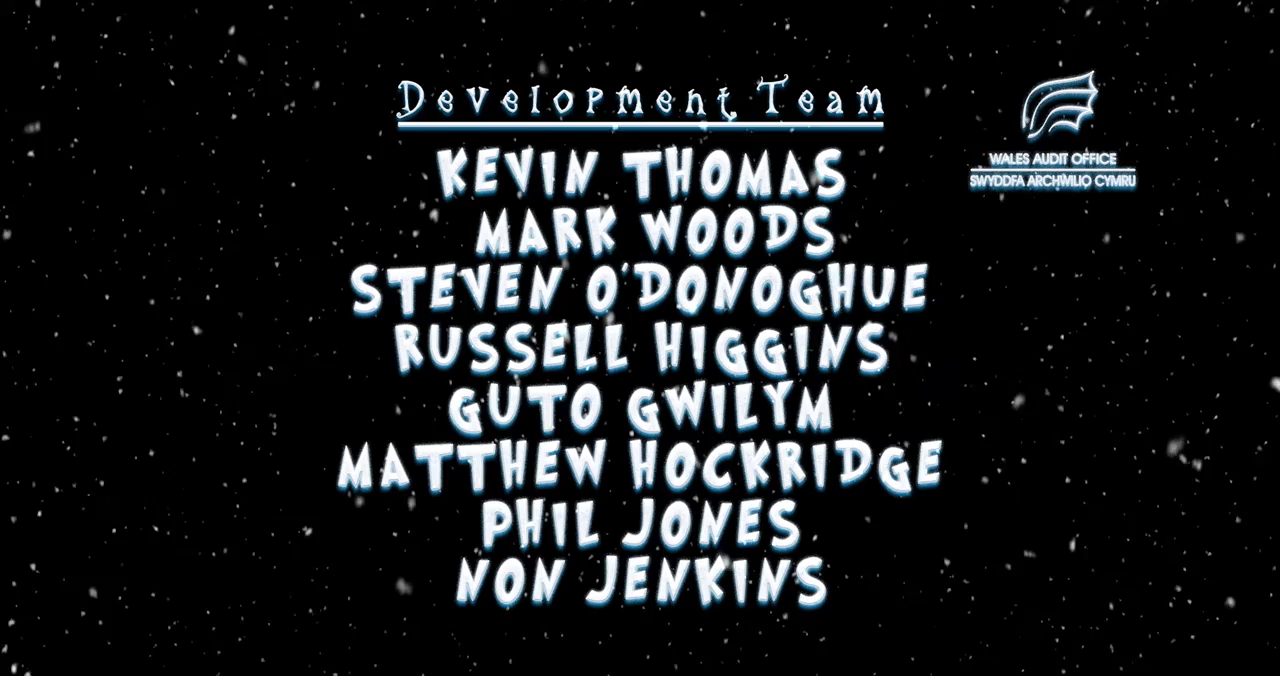 Development Team
KEVIN THOMAS
MARK WOODS
STEVEN O'DONOGHUE
RUSSELL HIGGINS
GUTO GWILYM
MATTHEW HOCKRIDGE
PHIL JONES
NON JENKINS
WALES AUDIT OFFICE
SWYDDFA ARCHWILIO CYMRU